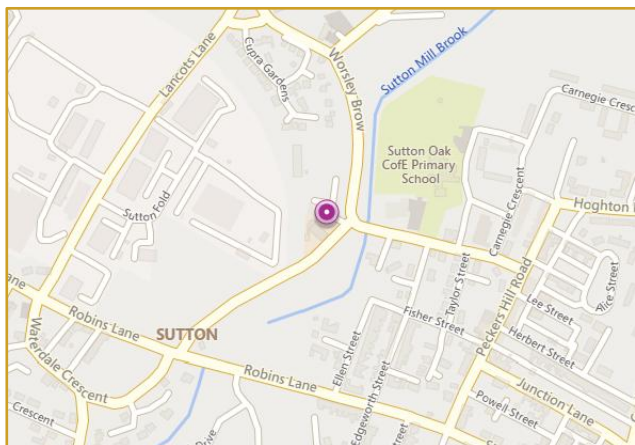 Lancots Lane
Cupra Gardens
Worsley Brow
Sutton Mill Brook
Carnegie Cresc
Sutton Oak
CofE Primary
School
Carnegie Crescent
Hoghton
Sutton Fold
Taylor Street
Peckers Hill Road
Alice Street
Lane
Robins Lane
Fisher Street
Lee Street
Herbert Street
SUTTON
Waterdale Crescent
Ellen Street
Robins Lane
Edgeworth Street
Junction Lane
Powell Street
Crescent